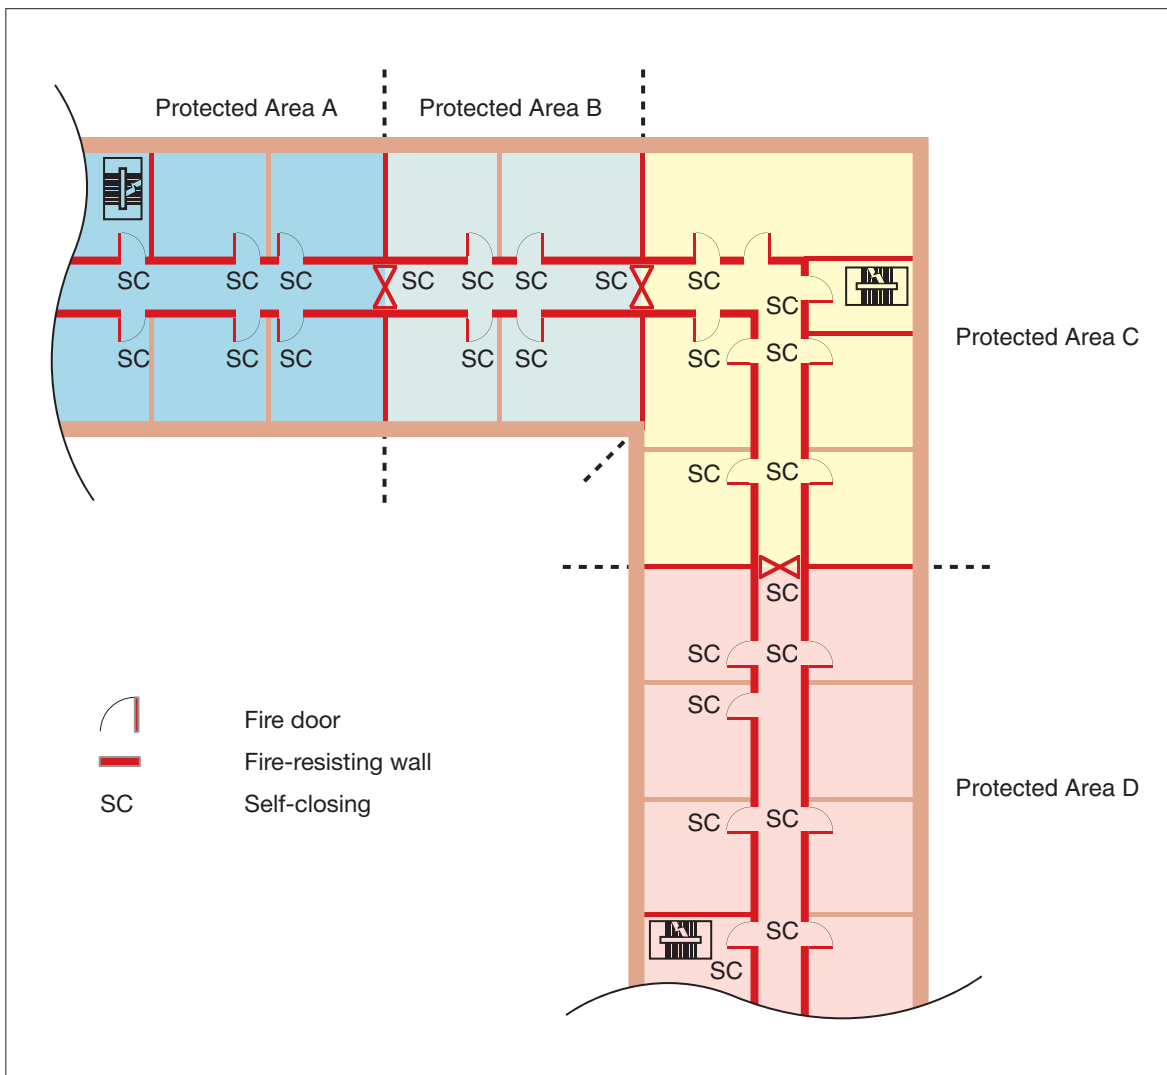 Protected Area A Protected Area B
SC SC SC SC SC SC SC SC
SC
SC SC SC SC SC SC SC
Protected Area C
SC SC
SC
SC SC
SC
Fire door
Fire-resisting wall
SC Self-closing
Protected Area D
SC SC
SC
SC